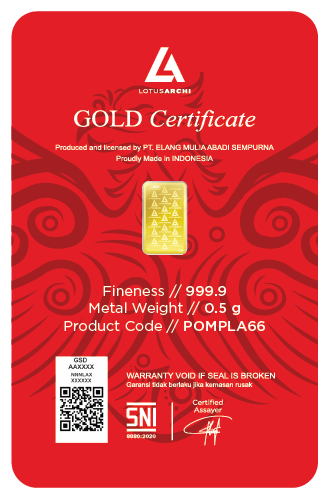 LOTUSARCHI
GOLD Certificate
Produced and licensed by PT. ELANG MULIA ABADI SEMPURNA
Proudly Made in INDONESIA
Fineness // 999.9
Metal Weight // 0.5 g
Product Code // POMPLA66
GSD
AAXXXX
NNNLAX
XXXXXX
WARRANTY VOID IF SEAL IS BROKEN
Garansi tidak berlaku jika kemasan rusak
SNI
8880:2020
Certified
Assayer